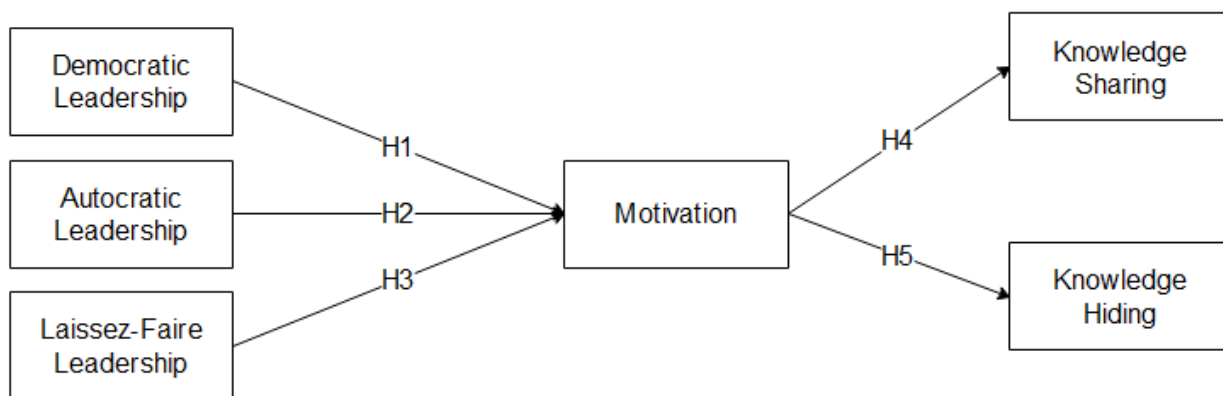 Democratic
Leadership
Autocratic
Leadership
Laissez-Faire
Leadership
H1
H2
H3
Motivation
H4
H5
Knowledge
Sharing
Knowledge
Hiding